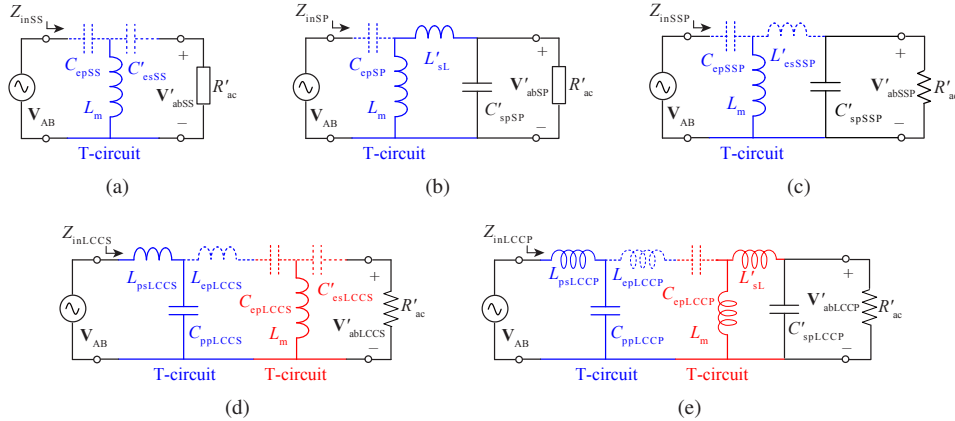 Z_inSS
C_epSS
C'_esSS
L_m
V_AB
+
V'_abSS
−
R'_ac
T-circuit
(a)
Z_inSP
C_epSP
L'_sL
L_m
V_AB
C'_spSP
+
V'_abSP
−
R'_ac
T-circuit
(b)
Z_inSSP
C_epSSP
L'_esSSP
L_m
V_AB
C'_spSSP
+
V'_abSSP
−
R'_ac
T-circuit
(c)
Z_inLCCS
L_psLCCS
L_epLCCS
C_epLCCS
C'_esLCCS
C_ppLCCS
L_m
V_AB
+
V'_abLCCS
−
R'_ac
T-circuit
T-circuit
(d)
Z_inLCCP
L_psLCCP
L_epLCCP
C_epLCCP
L'_sL
C_ppLCCP
L_m
V_AB
C'_spLCCP
+
V'_abLCCP
−
R'_ac
T-circuit
T-circuit
(e)